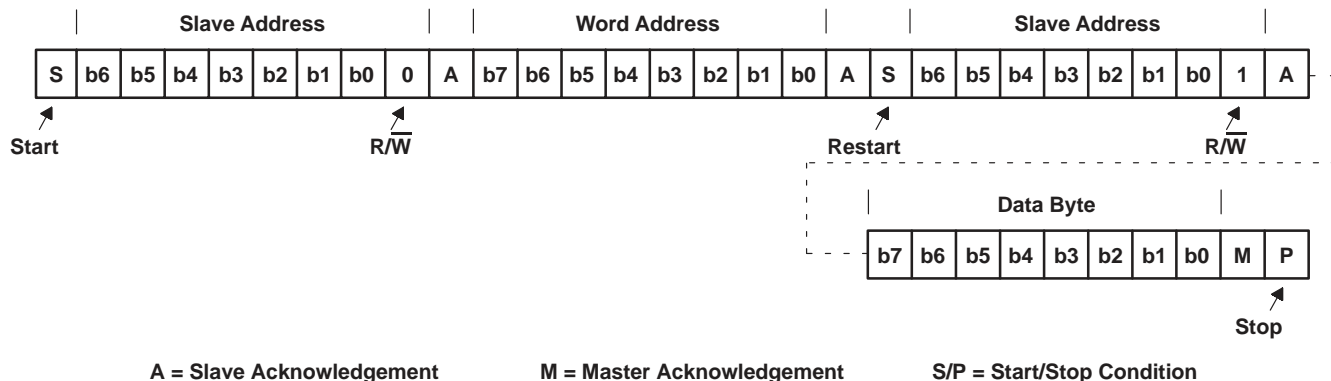 Slave Address Word Address Slave Address
S b6 b5 b4 b3 b2 b1 b0 0 A b7 b6 b5 b4 b3 b2 b1 b0 A S b6 b5 b4 b3 b2 b1 b0 1 A
Start R/W̅ Restart R/W̅
Data Byte
b7 b6 b5 b4 b3 b2 b1 b0 M P
Stop
A = Slave Acknowledgement M = Master Acknowledgement S/P = Start/Stop Condition